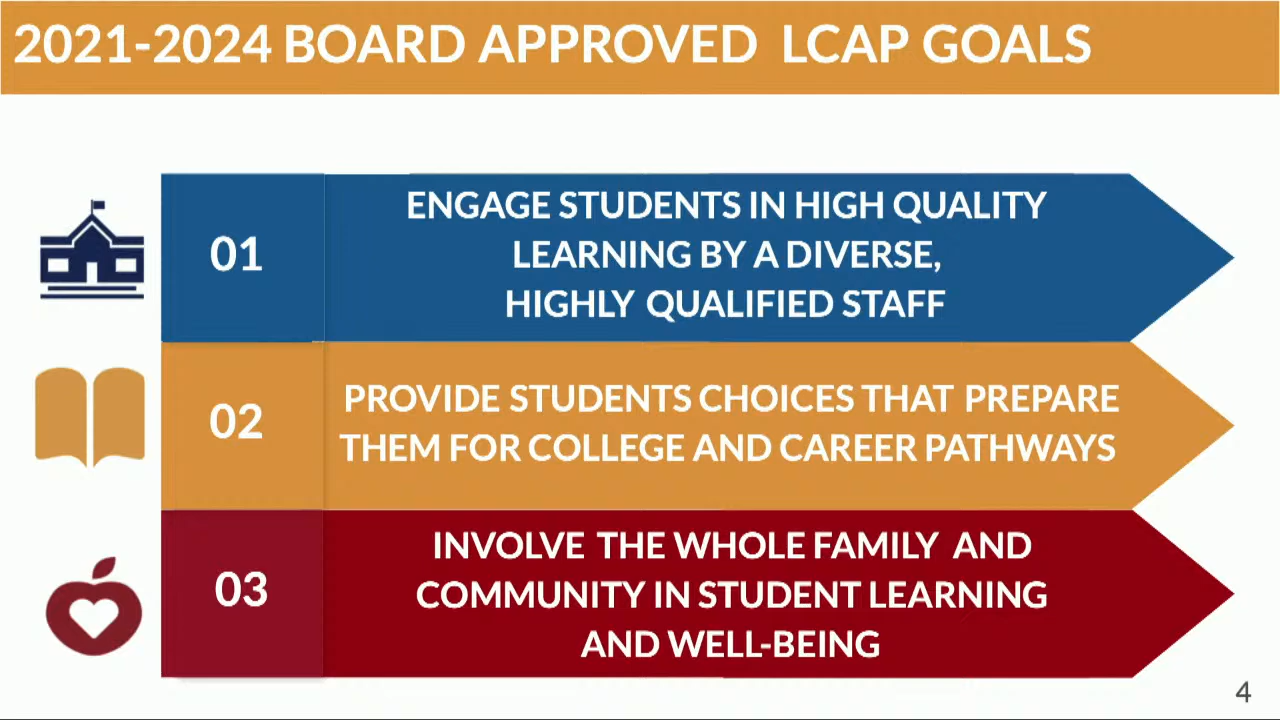 2021-2024 BOARD APPROVED LCAP GOALS
01
ENGAGE STUDENTS IN HIGH QUALITY
LEARNING BY A DIVERSE,
HIGHLY QUALIFIED STAFF
02
PROVIDE STUDENTS CHOICES THAT PREPARE
THEM FOR COLLEGE AND CAREER PATHWAYS
03
INVOLVE THE WHOLE FAMILY AND
COMMUNITY IN STUDENT LEARNING
AND WELL-BEING
4